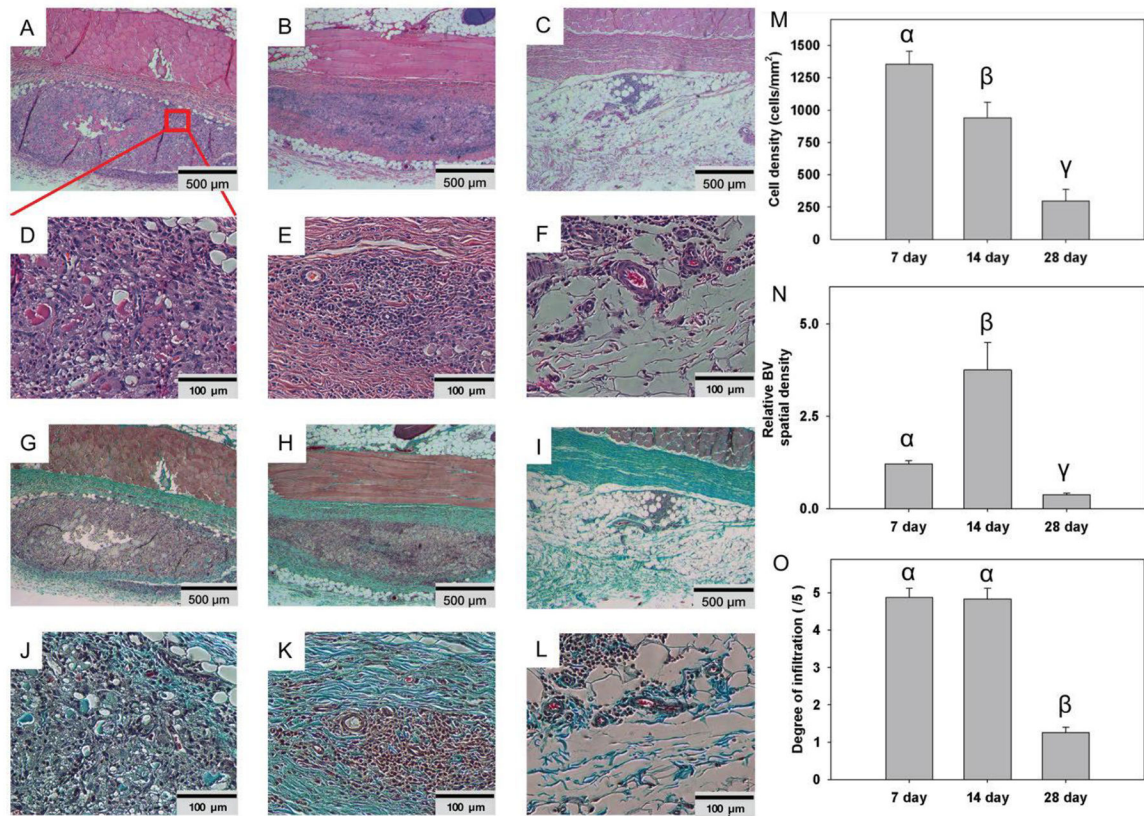 A
500 µm
B
500 µm
C
500 µm
D
100 µm
E
100 µm
F
100 µm
G
500 µm
H
500 µm
I
500 µm
J
100 µm
K
100 µm
L
100 µm
M
Cell density (cells/mm²)
1500
1250
1000
750
500
250
0
α
β
γ
7 day 14 day 28 day
N
Relative BV
spatial density
5.0
2.5
0.0
α
β
γ
7 day 14 day 28 day
O
Degree of infiltration ( /5)
5
4
3
2
1
0
α
α
β
7 day 14 day 28 day